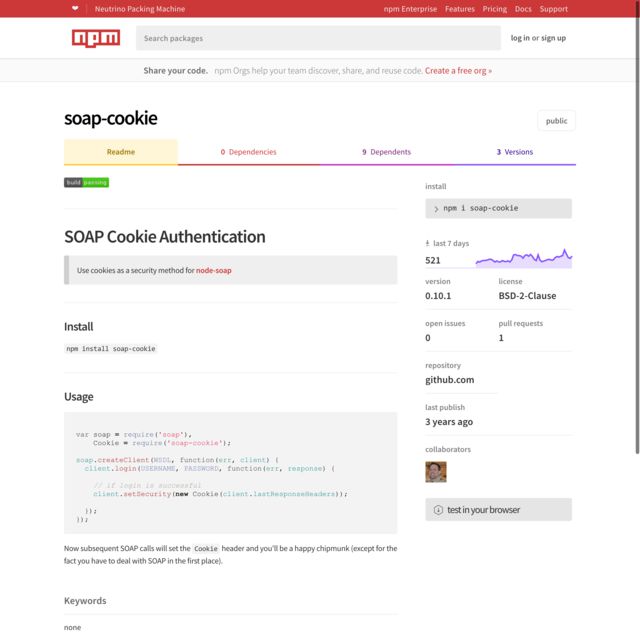 ❤ Neutrino Packing Machine npm Enterprise Features Pricing Docs Support
npm Search packages log in or sign up
Share your code. npm Orgs help your team discover, share, and reuse code. Create a free org »
soap-cookie
public
Readme 0 Dependencies 9 Dependents 3 Versions
build passing
SOAP Cookie Authentication
Use cookies as a security method for node-soap
Install
npm install soap-cookie
Usage
var soap = require('soap'),
Cookie = require('soap-cookie');
soap.createClient(WSDL, function(err, client) {
client.login(USERNAME, PASSWORD, function(err, response) {
// if login is successful
client.setSecurity(new Cookie(client.lastResponseHeaders));
});
});
Now subsequent SOAP calls will set the Cookie header and you'll be a happy chipmunk (except for the
fact you have to deal with SOAP in the first place).
Keywords
none
install
> npm i soap-cookie
last 7 days
521
version license
0.10.1 BSD-2-Clause
open issues pull requests
0 1
repository
github.com
last publish
3 years ago
collaborators
test in your browser